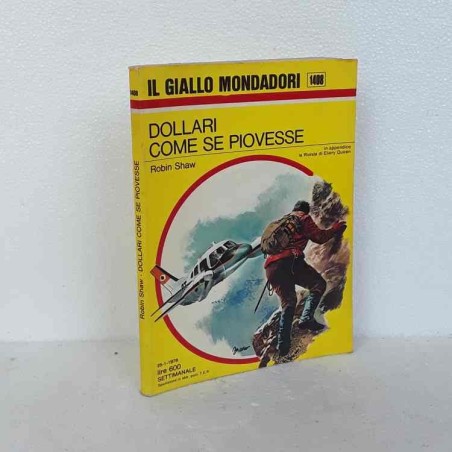 IL GIALLO MONDADORI 1408
DOLLARI
COME SE PIOVESSE
Robin Shaw
in appendice
la Rivista di Ellery Queen
lire 600
SETTIMANALE
Robin Shaw - DOLLARI COME SE PIOVESSE